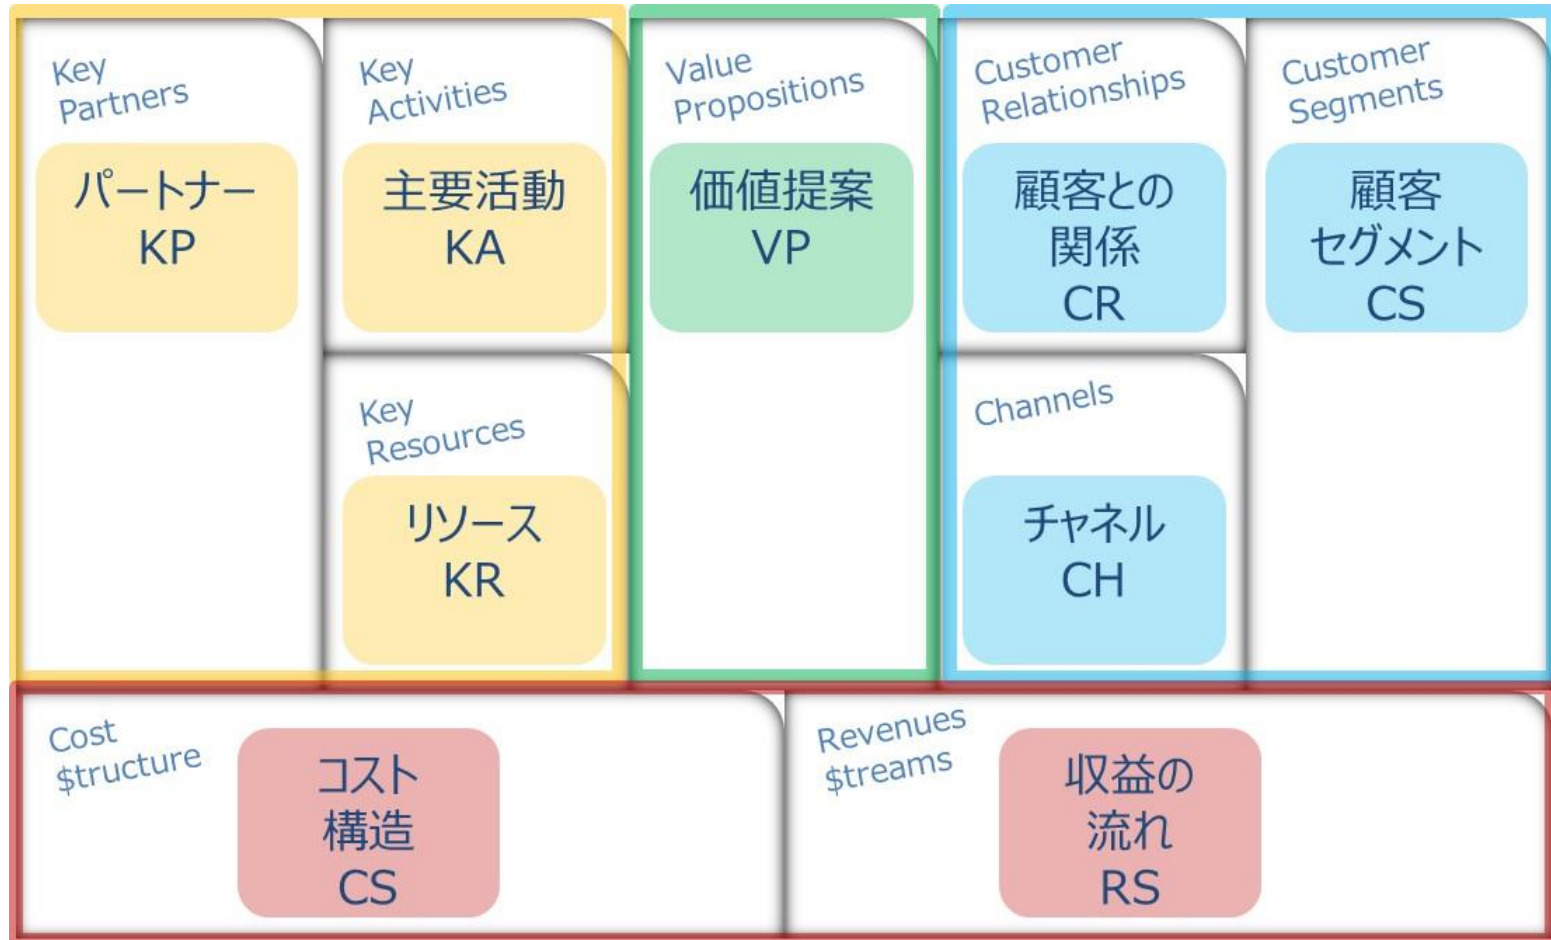 Key
Partners
パートナー
KP
Key
Activities
主要活動
KA
Key
Resources
リソース
KR
Value
Propositions
価値提案
VP
Customer
Relationships
顧客との
関係
CR
Channels
チャネル
CH
Customer
Segments
顧客
セグメント
CS
Cost
$tructure
コスト
構造
CS
Revenues
$treams
収益の
流れ
RS